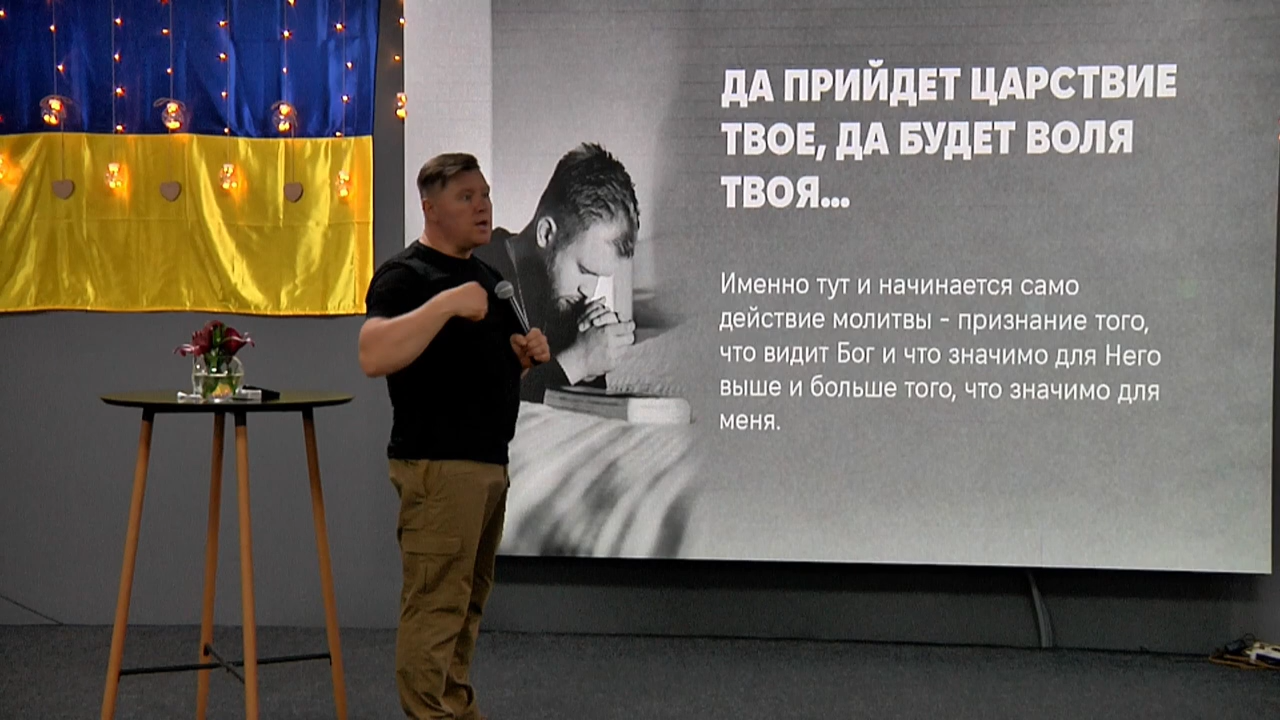 ДА ПРИЙДЕТ ЦАРСТВИЕ
ТВОЕ, ДА БУДЕТ ВОЛЯ
ТВОЯ...
Именно тут и начинается само
действие молитвы - признание того,
что видит Бог и что значимо для Него
выше и больше того, что значимо для
меня.